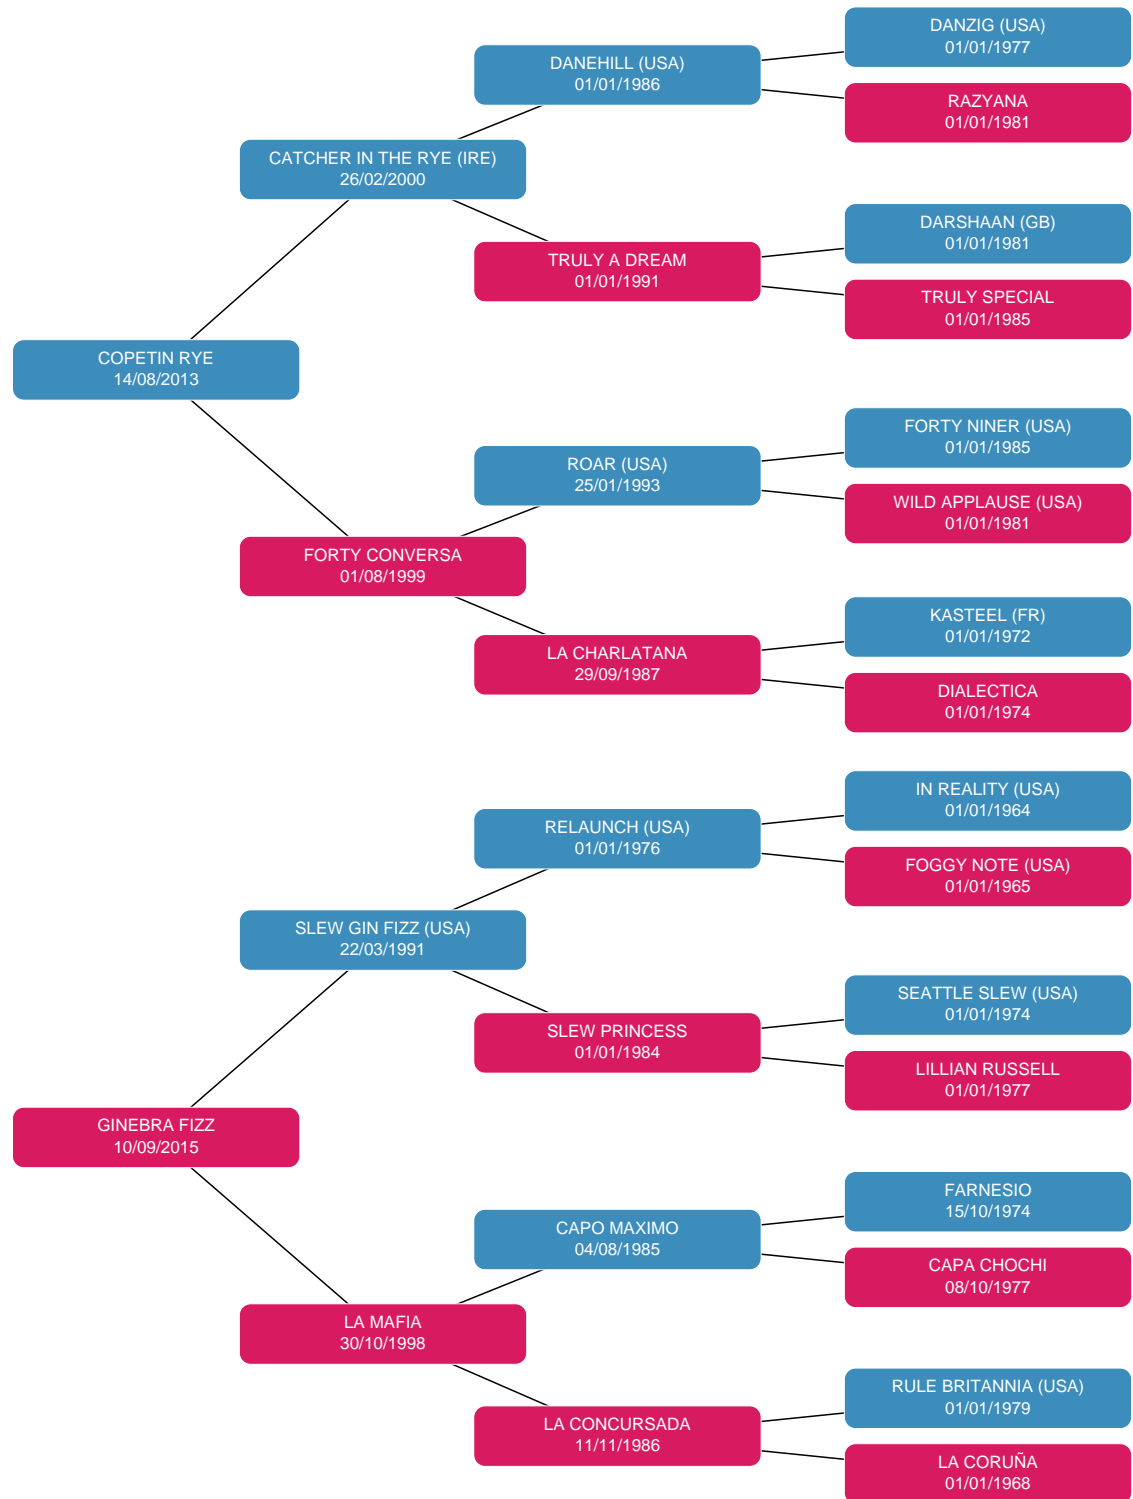 DANZIG (USA)
01/01/1977
DANEHILL (USA)
01/01/1986
RAZYANA
01/01/1981
CATCHER IN THE RYE (IRE)
26/02/2000
DARSHAAN (GB)
01/01/1981
TRULY A DREAM
01/01/1991
TRULY SPECIAL
01/01/1985
COPETIN RYE
14/08/2013
FORTY NINER (USA)
01/01/1985
ROAR (USA)
25/01/1993
WILD APPLAUSE (USA)
01/01/1981
FORTY CONVERSA
01/08/1999
KASTEEL (FR)
01/01/1972
LA CHARLATANA
29/09/1987
DIALECTICA
01/01/1974
IN REALITY (USA)
01/01/1964
RELAUNCH (USA)
01/01/1976
FOGGY NOTE (USA)
01/01/1965
SLEW GIN FIZZ (USA)
22/03/1991
SEATTLE SLEW (USA)
01/01/1974
SLEW PRINCESS
01/01/1984
LILLIAN RUSSELL
01/01/1977
GINEBRA FIZZ
10/09/2015
FARNESIO
15/10/1974
CAPO MAXIMO
04/08/1985
CAPA CHOCHI
08/10/1977
LA MAFIA
30/10/1998
RULE BRITANNIA (USA)
01/01/1979
LA CONCURSADA
11/11/1986
LA CORUÑA
01/01/1968